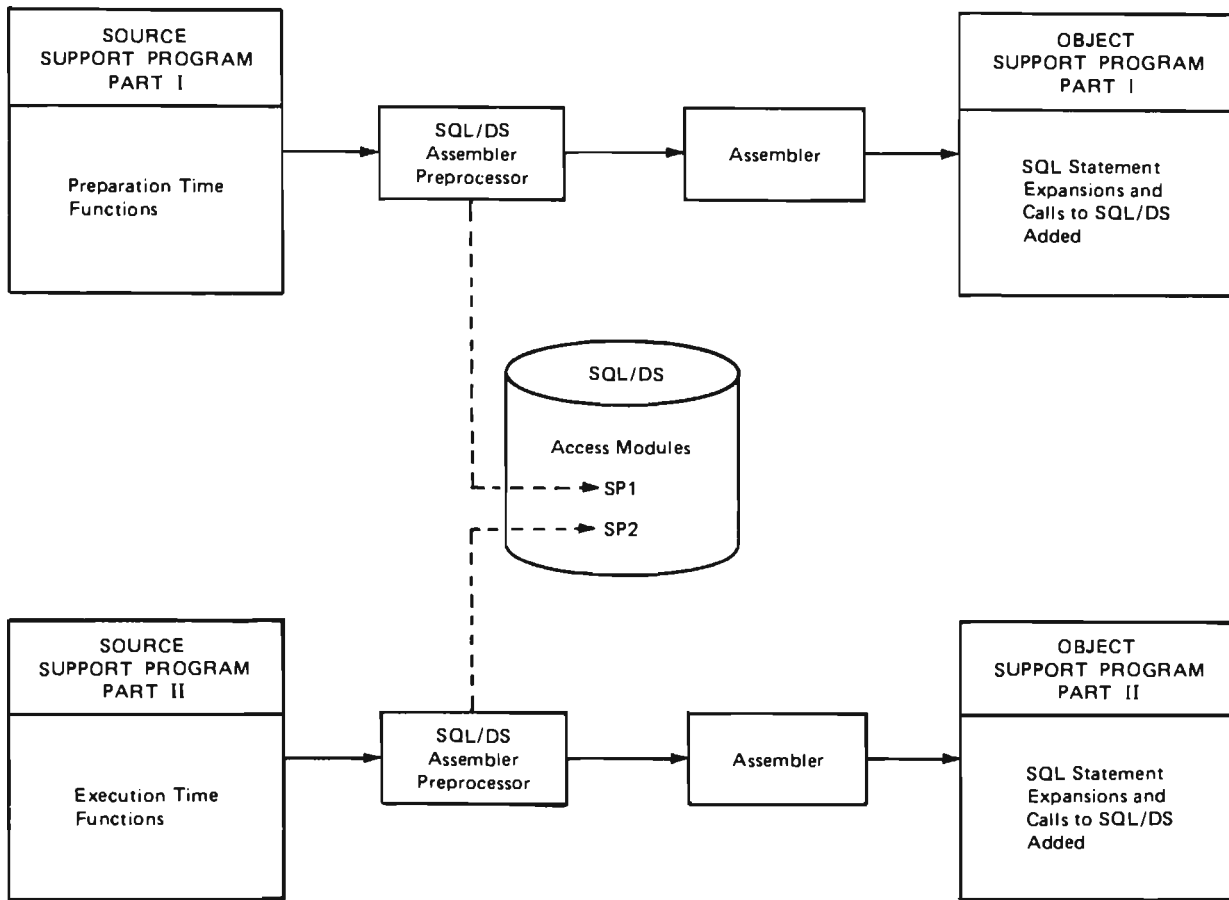 SOURCE
SUPPORT PROGRAM
PART I
Preparation Time
Functions
SQL/DS
Assembler
Preprocessor
Assembler
OBJECT
SUPPORT PROGRAM
PART I
SQL Statement
Expansions and
Calls to SQL/DS
Added
SQL/DS
Access Modules
SP1
SP2
SOURCE
SUPPORT PROGRAM
PART II
Execution Time
Functions
SQL/DS
Assembler
Preprocessor
Assembler
OBJECT
SUPPORT PROGRAM
PART II
SQL Statement
Expansions and
Calls to SQL/DS
Added